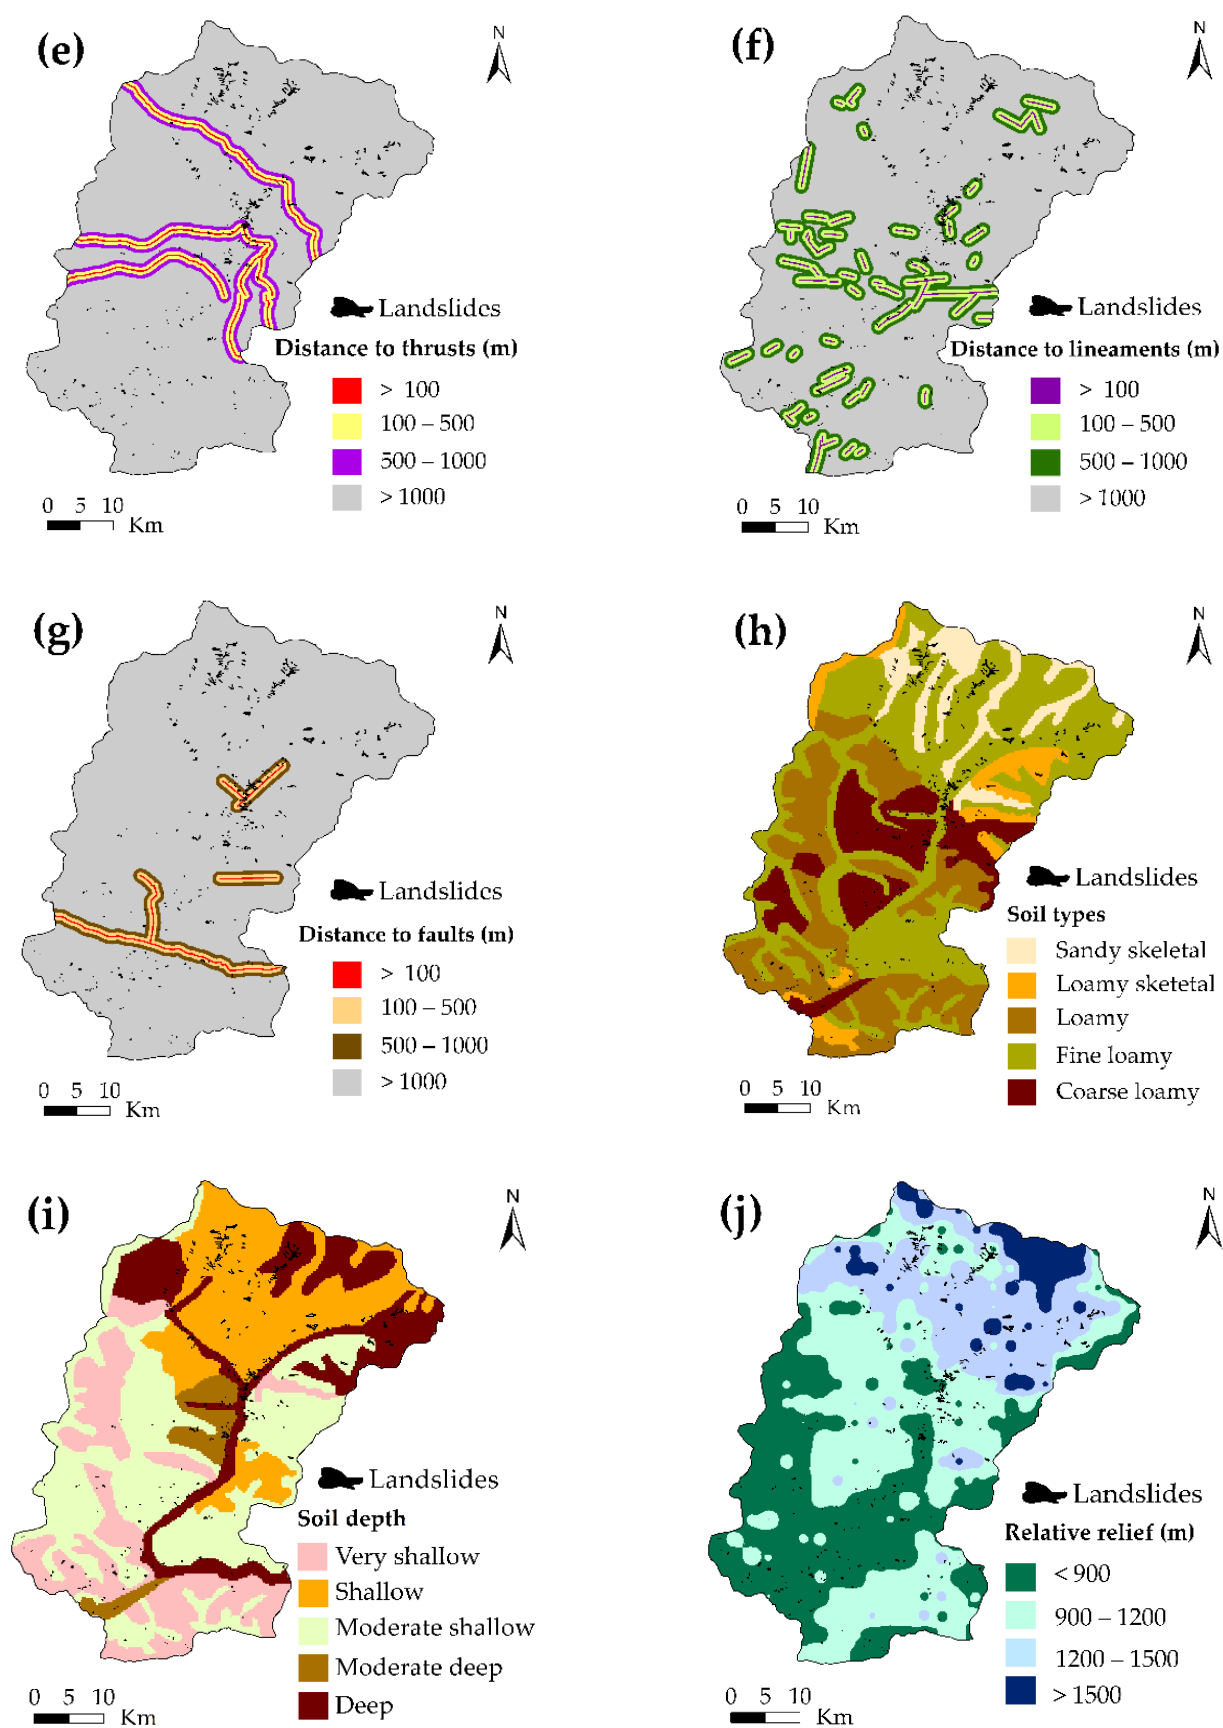 (e)
N
Landslides
Distance to thrusts (m)
> 100
100 – 500
500 – 1000
> 1000
0 5 10
Km
(f)
N
Landslides
Distance to lineaments (m)
> 100
100 – 500
500 – 1000
> 1000
0 5 10
Km
(g)
N
Landslides
Distance to faults (m)
> 100
100 – 500
500 – 1000
> 1000
0 5 10
Km
(h)
N
Landslides
Soil types
Sandy skeletal
Loamy sketetal
Loamy
Fine loamy
Coarse loamy
0 5 10
Km
(i)
N
Landslides
Soil depth
Very shallow
Shallow
Moderate shallow
Moderate deep
Deep
0 5 10
Km
(j)
N
Landslides
Relative relief (m)
< 900
900 – 1200
1200 – 1500
> 1500
0 5 10
Km